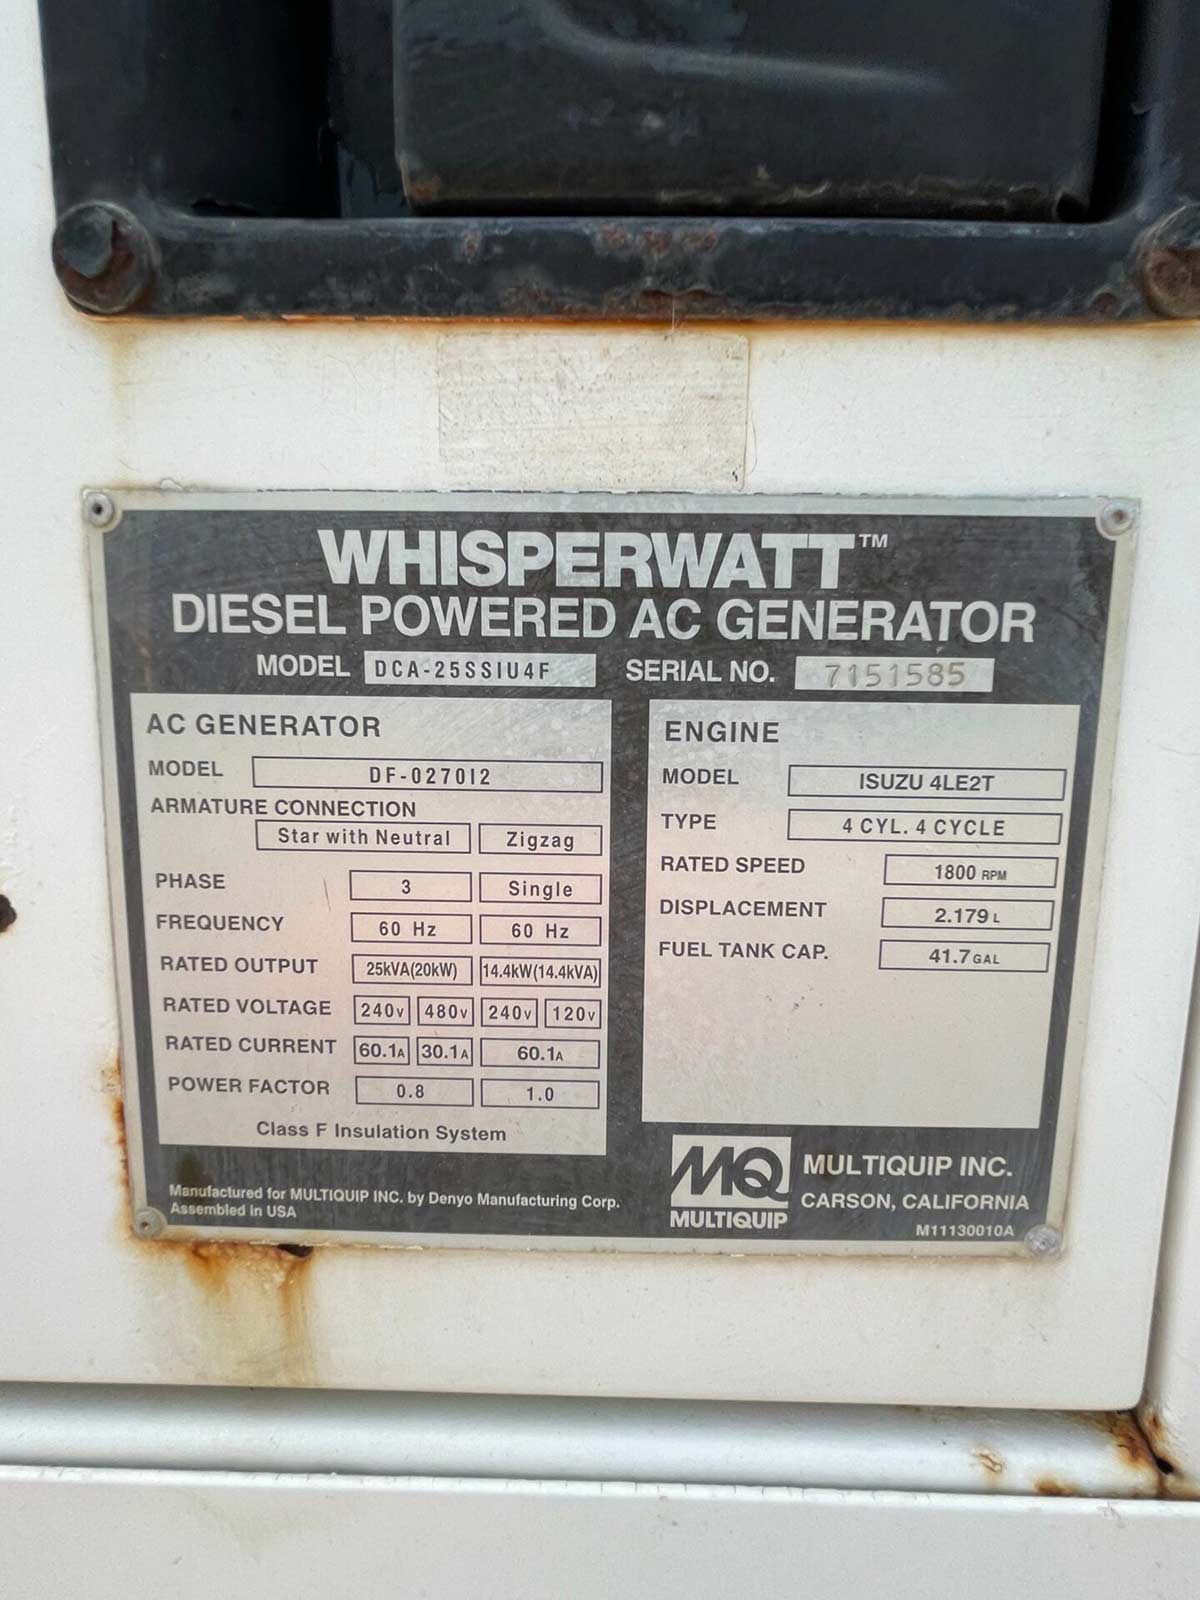 WHISPERWATT™
DIESEL POWERED AC GENERATOR
MODEL DCA-25SSIU4F SERIAL NO. 7151585
AC GENERATOR
MODEL DF-0270I2
ARMATURE CONNECTION
Star with Neutral Zigzag
PHASE 3 Single
FREQUENCY 60 Hz 60 Hz
RATED OUTPUT 25kVA(20kW) 14.4kW(14.4kVA)
RATED VOLTAGE 240V 480V 240V 120V
RATED CURRENT 60.1A 30.1A 60.1A
POWER FACTOR 0.8 1.0
Class F Insulation System
ENGINE
MODEL ISUZU 4LE2T
TYPE 4 CYL. 4 CYCLE
RATED SPEED 1800 RPM
DISPLACEMENT 2.179 L
FUEL TANK CAP. 41.7 GAL
Manufactured for MULTIQUIP INC. by Denyo Manufacturing Corp.
Assembled in USA
MQ
MULTIQUIP
MULTIQUIP INC.
CARSON, CALIFORNIA
M11130010A